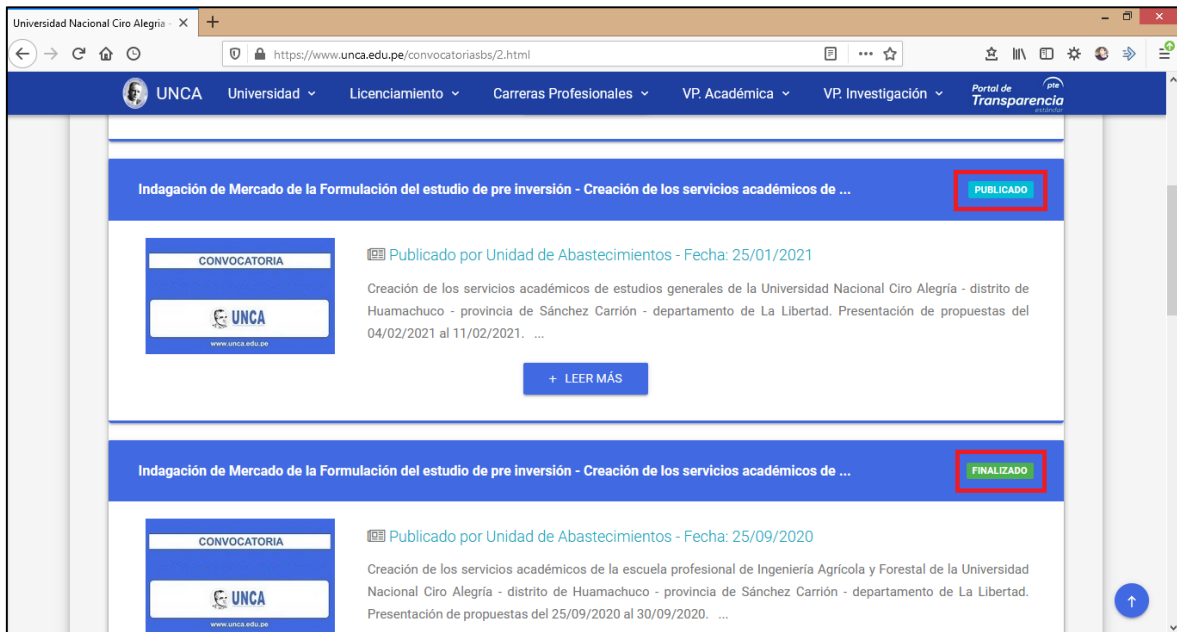 Universidad Nacional Ciro Alegria -
https://www.unca.edu.pe/convocatoriasbs/2.html
UNCA Universidad Licenciamiento Carreras Profesionales VP. Académica VP. Investigación Portal de Transparencia estándar pte
Indagación de Mercado de la Formulación del estudio de pre inversión - Creación de los servicios académicos de ... PUBLICADO
CONVOCATORIA
UNCA
www.unca.edu.pe
Publicado por Unidad de Abastecimientos - Fecha: 25/01/2021
Creación de los servicios académicos de estudios generales de la Universidad Nacional Ciro Alegría - distrito de
Huamachuco - provincia de Sánchez Carrión - departamento de La Libertad. Presentación de propuestas del
04/02/2021 al 11/02/2021. ...
+ LEER MÁS
Indagación de Mercado de la Formulación del estudio de pre inversión - Creación de los servicios académicos de ... FINALIZADO
CONVOCATORIA
UNCA
www.unca.edu.pe
Publicado por Unidad de Abastecimientos - Fecha: 25/09/2020
Creación de los servicios académicos de la escuela profesional de Ingeniería Agrícola y Forestal de la Universidad
Nacional Ciro Alegría - distrito de Huamachuco - provincia de Sánchez Carrión - departamento de La Libertad.
Presentación de propuestas del 25/09/2020 al 30/09/2020. ...